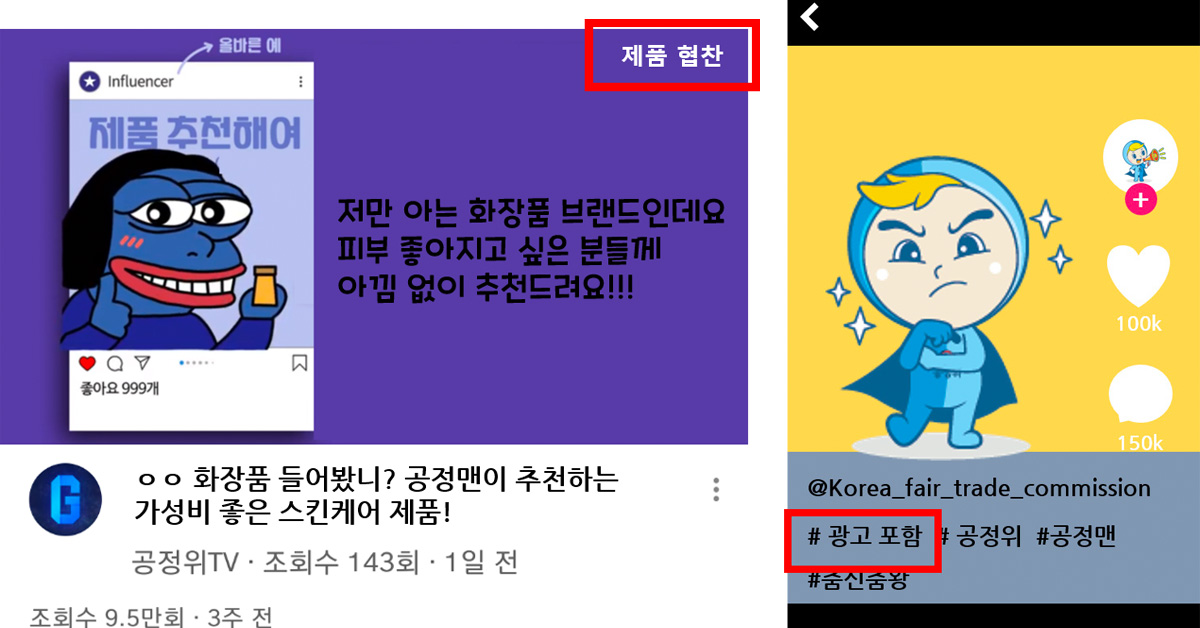 올바른 예
제품 협찬
Influencer
제품 추천해여
저만 아는 화장품 브랜드인데요
피부 좋아지고 싶은 분들께
아낌 없이 추천드려요!!!
좋아요 999개
G
ㅇㅇ 화장품 들어봤니? 공정맨이 추천하는
가성비 좋은 스킨케어 제품!
공정위TV · 조회수 143회 · 1일 전
조회수 9.5만회 · 3주 전
100k
150k
@Korea_fair_trade_commission
# 광고 포함 # 공정위 #공정맨
#춤신춤왕